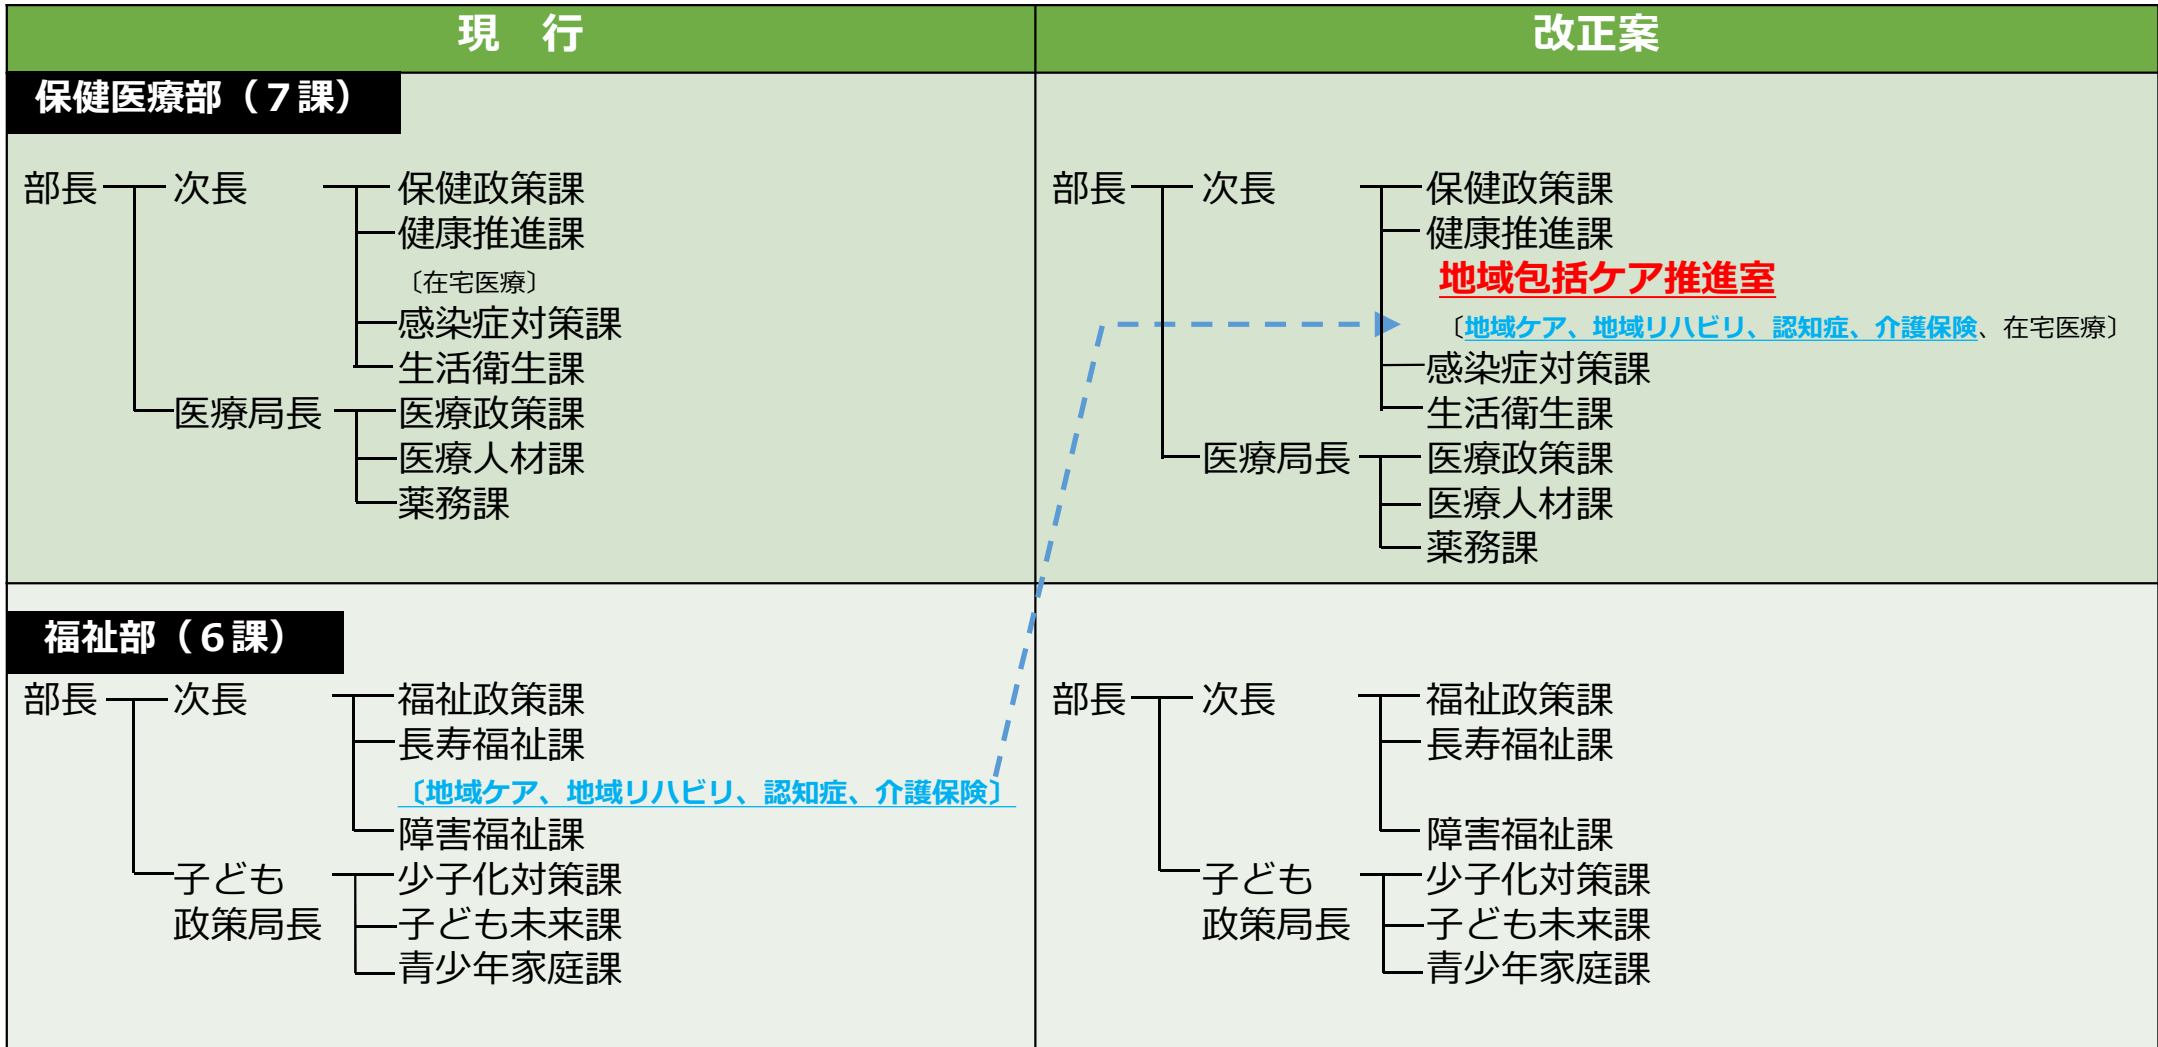 現　行
改正案
保健医療部（７課）
部長 次長 保健政策課
健康推進課
〔在宅医療〕
感染症対策課
生活衛生課
医療局長 医療政策課
医療人材課
薬務課
部長 次長 保健政策課
健康推進課
地域包括ケア推進室
〔地域ケア、地域リハビリ、認知症、介護保険、在宅医療〕
感染症対策課
生活衛生課
医療局長 医療政策課
医療人材課
薬務課
福祉部（６課）
部長 次長 福祉政策課
長寿福祉課
〔地域ケア、地域リハビリ、認知症、介護保険〕
障害福祉課
子ども 少子化対策課
政策局長 子ども未来課
青少年家庭課
部長 次長 福祉政策課
長寿福祉課
障害福祉課
子ども 少子化対策課
政策局長 子ども未来課
青少年家庭課